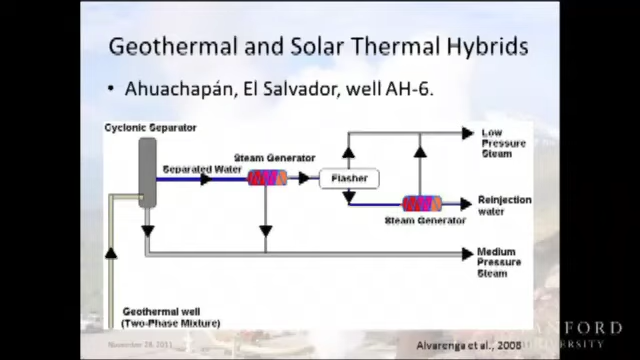 Geothermal and Solar Thermal Hybrids
• Ahuachapán, El Salvador, well AH-6.
Cyclonic Separator
Separated Water
Steam Generator
Flasher
Low
Pressure
Steam
Reinjection
water
Steam Generator
Medium
Pressure
Steam
Geothermal well
(Two-Phase Mixture)
November 28, 2011
Alvarenga et al., 2008
STANFORD
UNIVERSITY